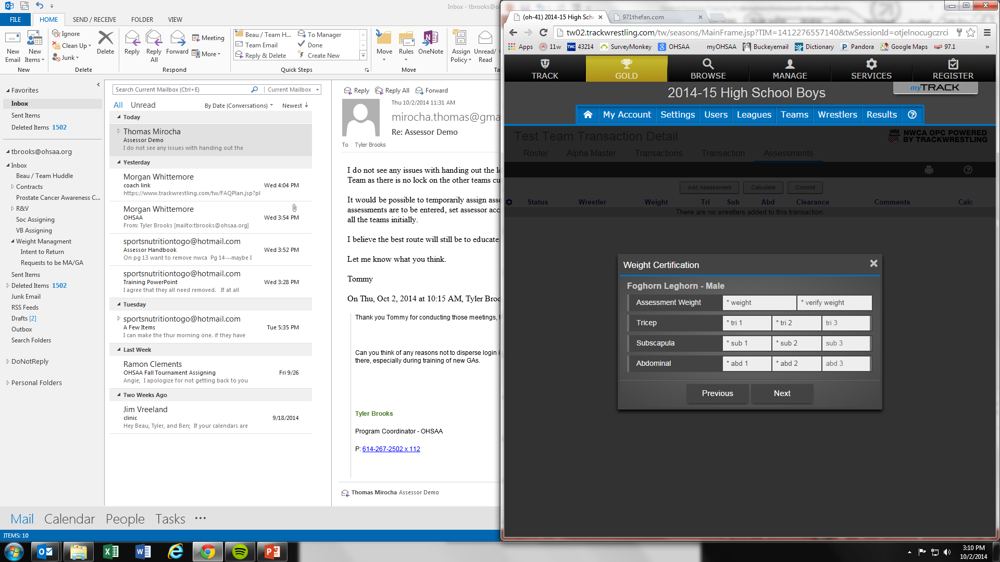 Inbox - tbrooks@oh
FILE
HOME
SEND / RECEIVE
FOLDER
VIEW
New Email
New Items
Ignore
Clean Up
Junk
Delete
Reply
Reply All
Forward
Meeting
More
Beau / Team H...
Team Email
Reply & Delete
To Manager
Done
Create New
Move
Rules
OneNote
Assign Policy
Unread/ Read
New
Delete
Respond
Quick Steps
Move
Favorites
Inbox
Sent Items
Deleted Items 1502
tbrooks@ohsaa.org
Inbox
Beau / Team Huddle
Contracts
Prostate Cancer Awareness C...
R&V
Soc Assigning
VB Assigning
Weight Managment
Intent to Return
Requests to be MA/GA
Sent Items
Deleted Items 1502
Junk Email
RSS Feeds
Drafts [2]
Outbox
Search Folders
DoNotReply
Personal Folders
Search Current Mailbox (Ctrl+E)
Current Mailbox
All Unread
By Date (Conversations)
Newest
Today
Thomas Mirocha
Assessor Demo
I do not see any issues with handing out the
Yesterday
Morgan Whittemore
coach link Wed 4:04 PM
https://www.trackwrestling.com/tw/FAQPlan.jsp?pl
Morgan Whittemore
OHSAA Wed 3:54 PM
From: Tyler Brooks [mailto:tbrooks@ohsaa.org]
sportsnutritiontogo@hotmail.com
Assessor Handbook Wed 3:52 PM
On pg 13 want to remove nwca Pg 14---maybe I
sportsnutritiontogo@hotmail.com
Training PowerPoint Wed 3:28 PM
I agree that they all need removed. If at all
Tuesday
sportsnutritiontogo@hotmail.com
A Few Items Tue 5:35 PM
I can make the thur morning one. if they have
Last Week
Ramon Clements
OHSAA Fall Tournament Assigning Fri 9/26
Angie, I apologize for not getting back to you
Two Weeks Ago
Jim Vreeland
clinic 9/18/2014
Hey Beau, Tyler, and Ben; If your calendars are
Reply Reply All Forward
Thu 10/2/2014 11:31 AM
mirocha.thomas@gma
Re: Assessor Demo
To Tyler Brooks
I do not see any issues with handing out the
Team as there is no lock on the other teams
It would be possible to temporarily assign
assessments are to be entered, set assessor
all the teams initially.
I believe the best route will still be to educate
Let me know what you think.
Tommy
On Thu, Oct 2, 2014 at 10:15 AM, Tyler
Thank you Tommy for conducting those meetings,
Can you think of any reasons not to disperse login
there, especially during training of new GAs.
Tyler Brooks
Program Coordinator - OHSAA
P: 614-267-2502 x 112
Thomas Mirocha Assessor Demo
Mail Calendar People Tasks ...
ITEMS: 10
(oh-41) 2014-15 High Sch
971thefan.com
tw02.trackwrestling.com/tw/seasons/MainFrame.jsp?TIM=1412276557140&twSessionId=otjelnocugczrci
Apps 11w TWC 43214 SurveyMonkey OHSAA myOHSAA Buckeyemail Dictionary Pandora Google Maps 97.1 »
TRACK GOLD BROWSE MANAGE SERVICES REGISTER
2014-15 High School Boys
myTRACK
My Account Settings Users Leagues Teams Wrestlers Results
Test Team Transaction Detail
NWCA OPC POWERED
BY TRACKWRESTLING
Roster Alpha Master Transactions Transaction Assessments
Add Assessment Calculate Commit
Status Wrestler Weight Tri Sub Abd Clearance Comments Calc
There are no wrestlers added to this transaction.
Weight Certification
Foghorn Leghorn - Male
Assessment Weight * weight * verify weight
Tricep * tri 1 * tri 2 tri 3
Subscapula * sub 1 * sub 2 sub 3
Abdominal * abd 1 * abd 2 abd 3
Previous Next
3:10 PM
10/2/2014